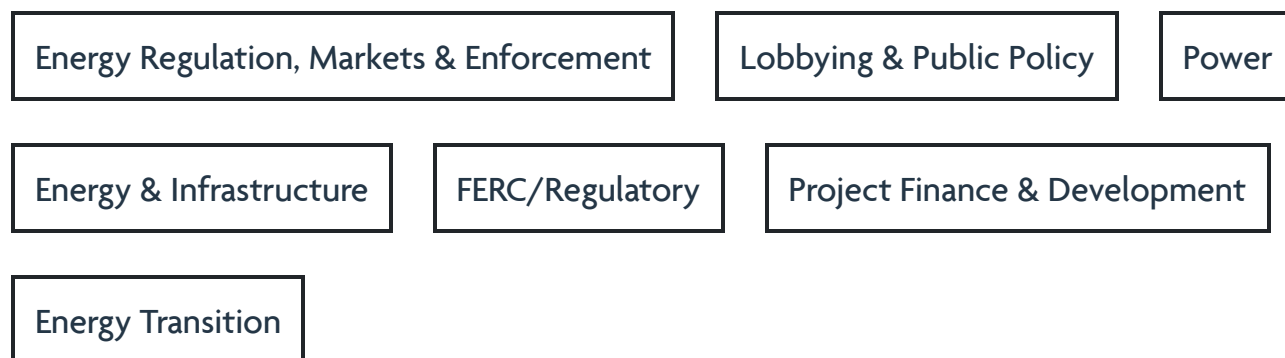 Energy Regulation, Markets & Enforcement Lobbying & Public Policy Power
Energy & Infrastructure FERC/Regulatory Project Finance & Development
Energy Transition